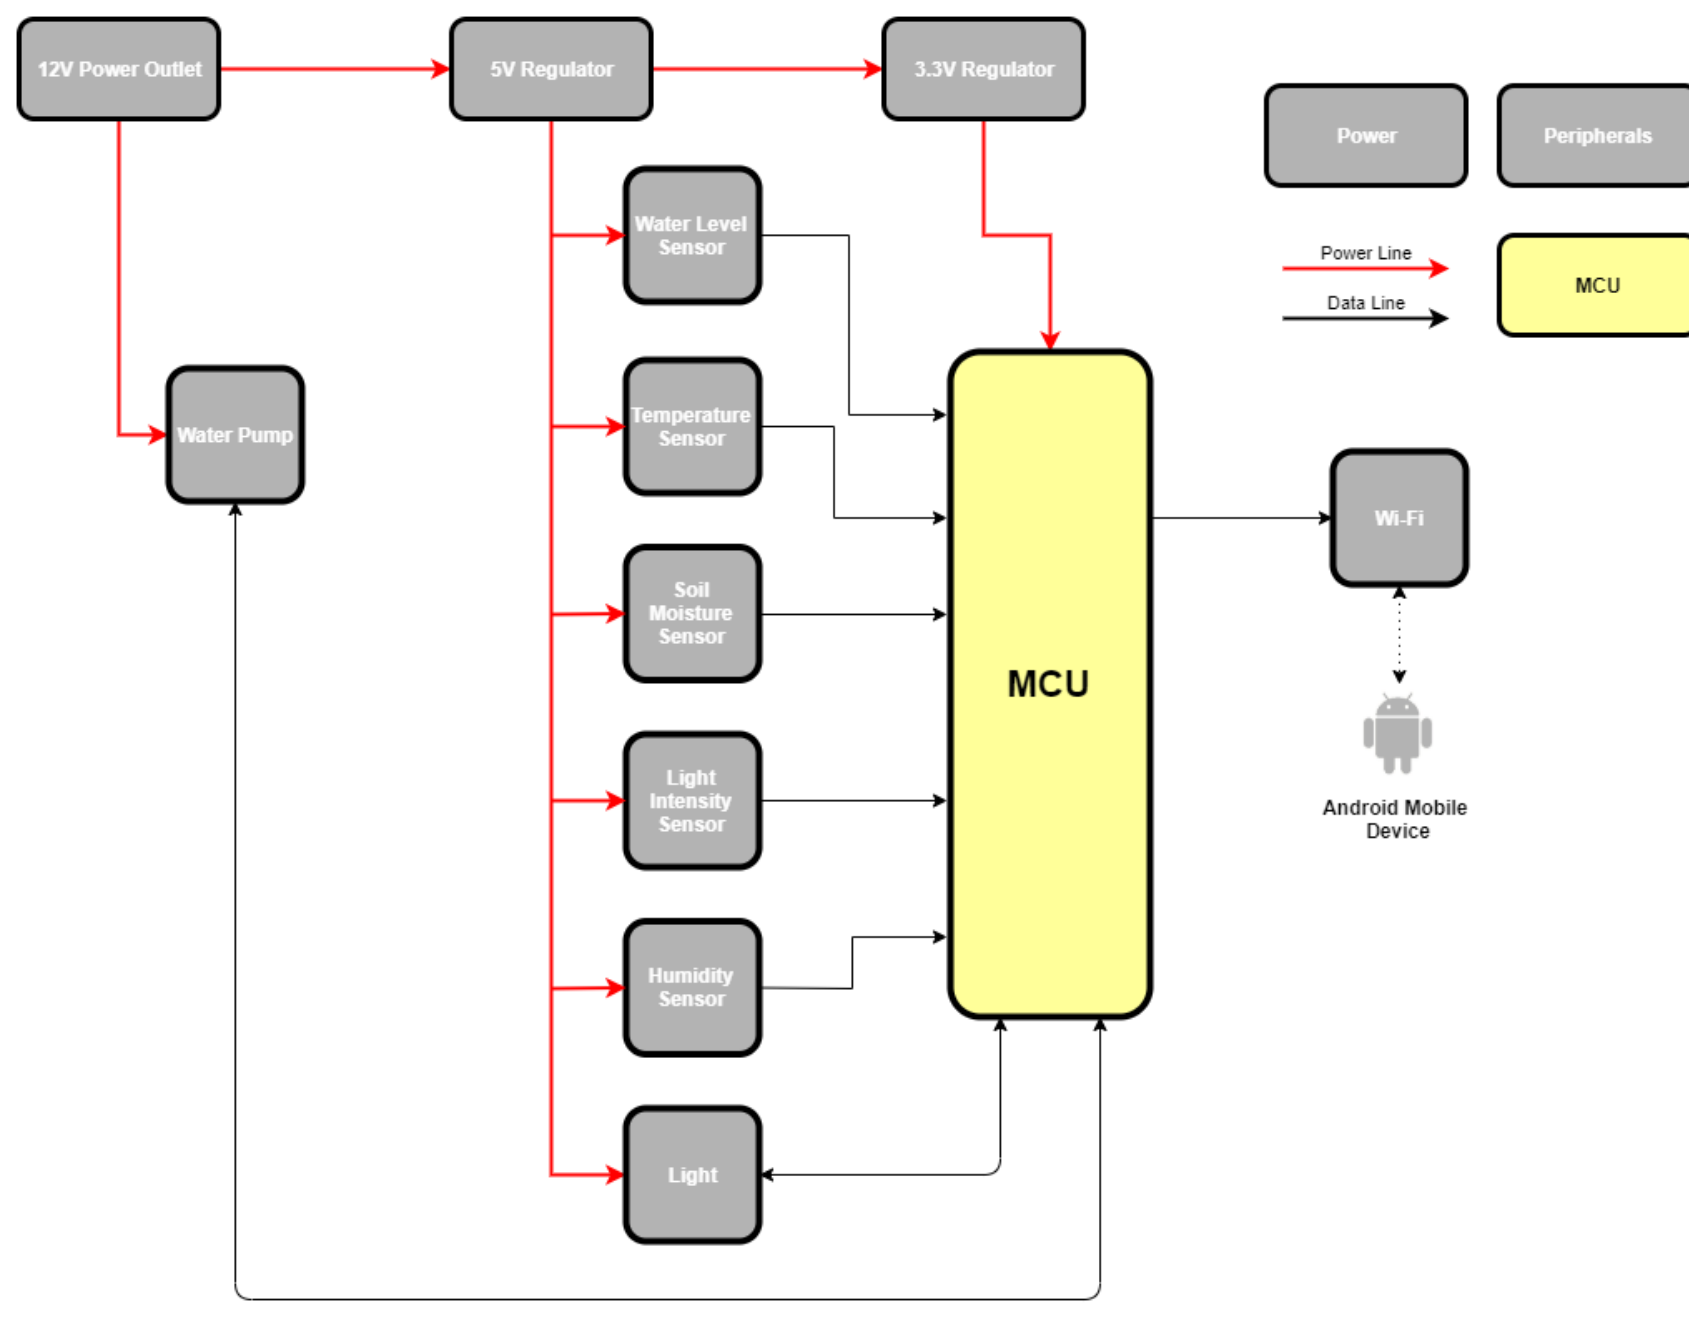 12V Power Outlet
5V Regulator
3.3V Regulator
Power
Peripherals
Power Line
Data Line
MCU
Water Level
Sensor
Temperature
Sensor
Water Pump
Soil
Moisture
Sensor
Light
Intensity
Sensor
Humidity
Sensor
Light
MCU
Wi-Fi
Android Mobile
Device